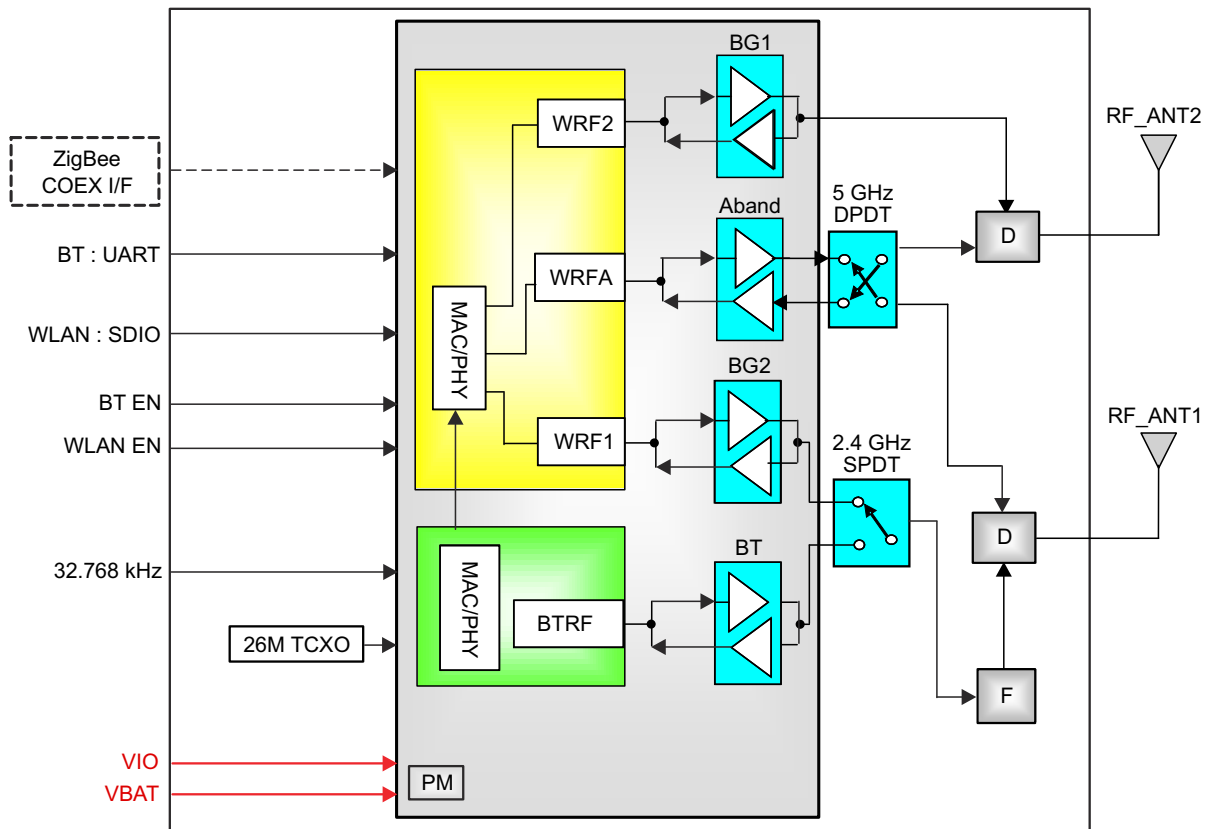 BG1
WRF2
RF_ANT2
ZigBee
COEX I/F
Aband
5 GHz
DPDT
D
BT : UART
WRFA
MAC/PHY
WLAN : SDIO
BG2
BT EN
RF_ANT1
WLAN EN
WRF1
2.4 GHz
SPDT
D
BT
32.768 kHz
MAC/PHY
BTRF
26M TCXO
F
VIO
PM
VBAT